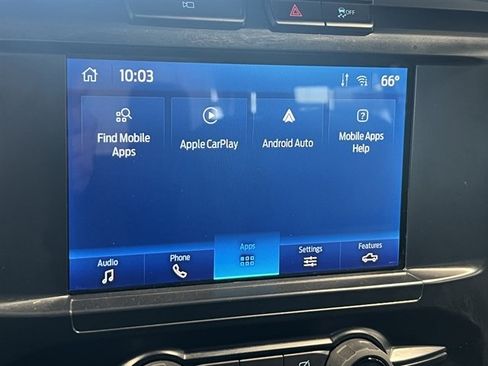 OFF
10:03
66°
Find Mobile
Apps
Apple CarPlay
Android Auto
Mobile Apps
Help
Audio
Phone
Apps
Settings
Features